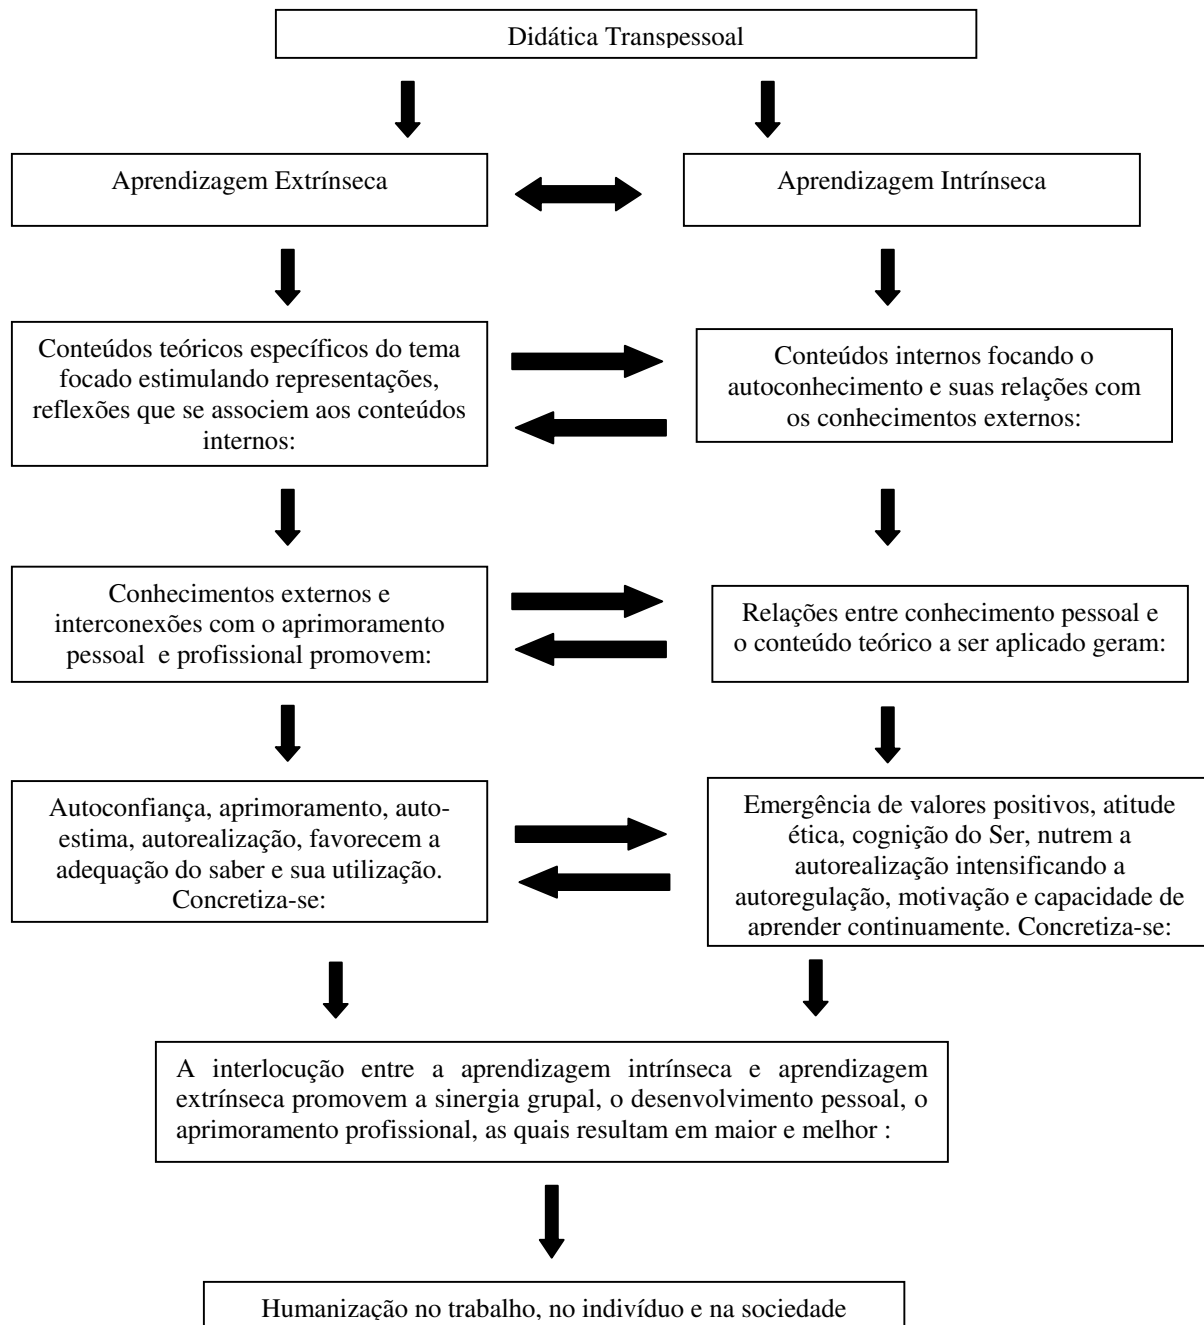 Didática Transpessoal
Aprendizagem Extrínseca
Aprendizagem Intrínseca
Conteúdos teóricos específicos do tema
focado estimulando representações,
reflexões que se associem aos conteúdos
internos:
Conteúdos internos focando o
autoconhecimento e suas relações com
os conhecimentos externos:
Conhecimentos externos e
interconexões com o aprimoramento
pessoal e profissional promovem:
Relações entre conhecimento pessoal e
o conteúdo teórico a ser aplicado geram:
Autoconfiança, aprimoramento, auto-
estima, autorealização, favorecem a
adequação do saber e sua utilização.
Concretiza-se:
Emergência de valores positivos, atitude
ética, cognição do Ser, nutrem a
autorealização intensificando a
autoregulação, motivação e capacidade de
aprender continuamente. Concretiza-se:
A interlocução entre a aprendizagem intrínseca e aprendizagem
extrínseca promovem a sinergia grupal, o desenvolvimento pessoal, o
aprimoramento profissional, as quais resultam em maior e melhor :
Humanização no trabalho, no indivíduo e na sociedade